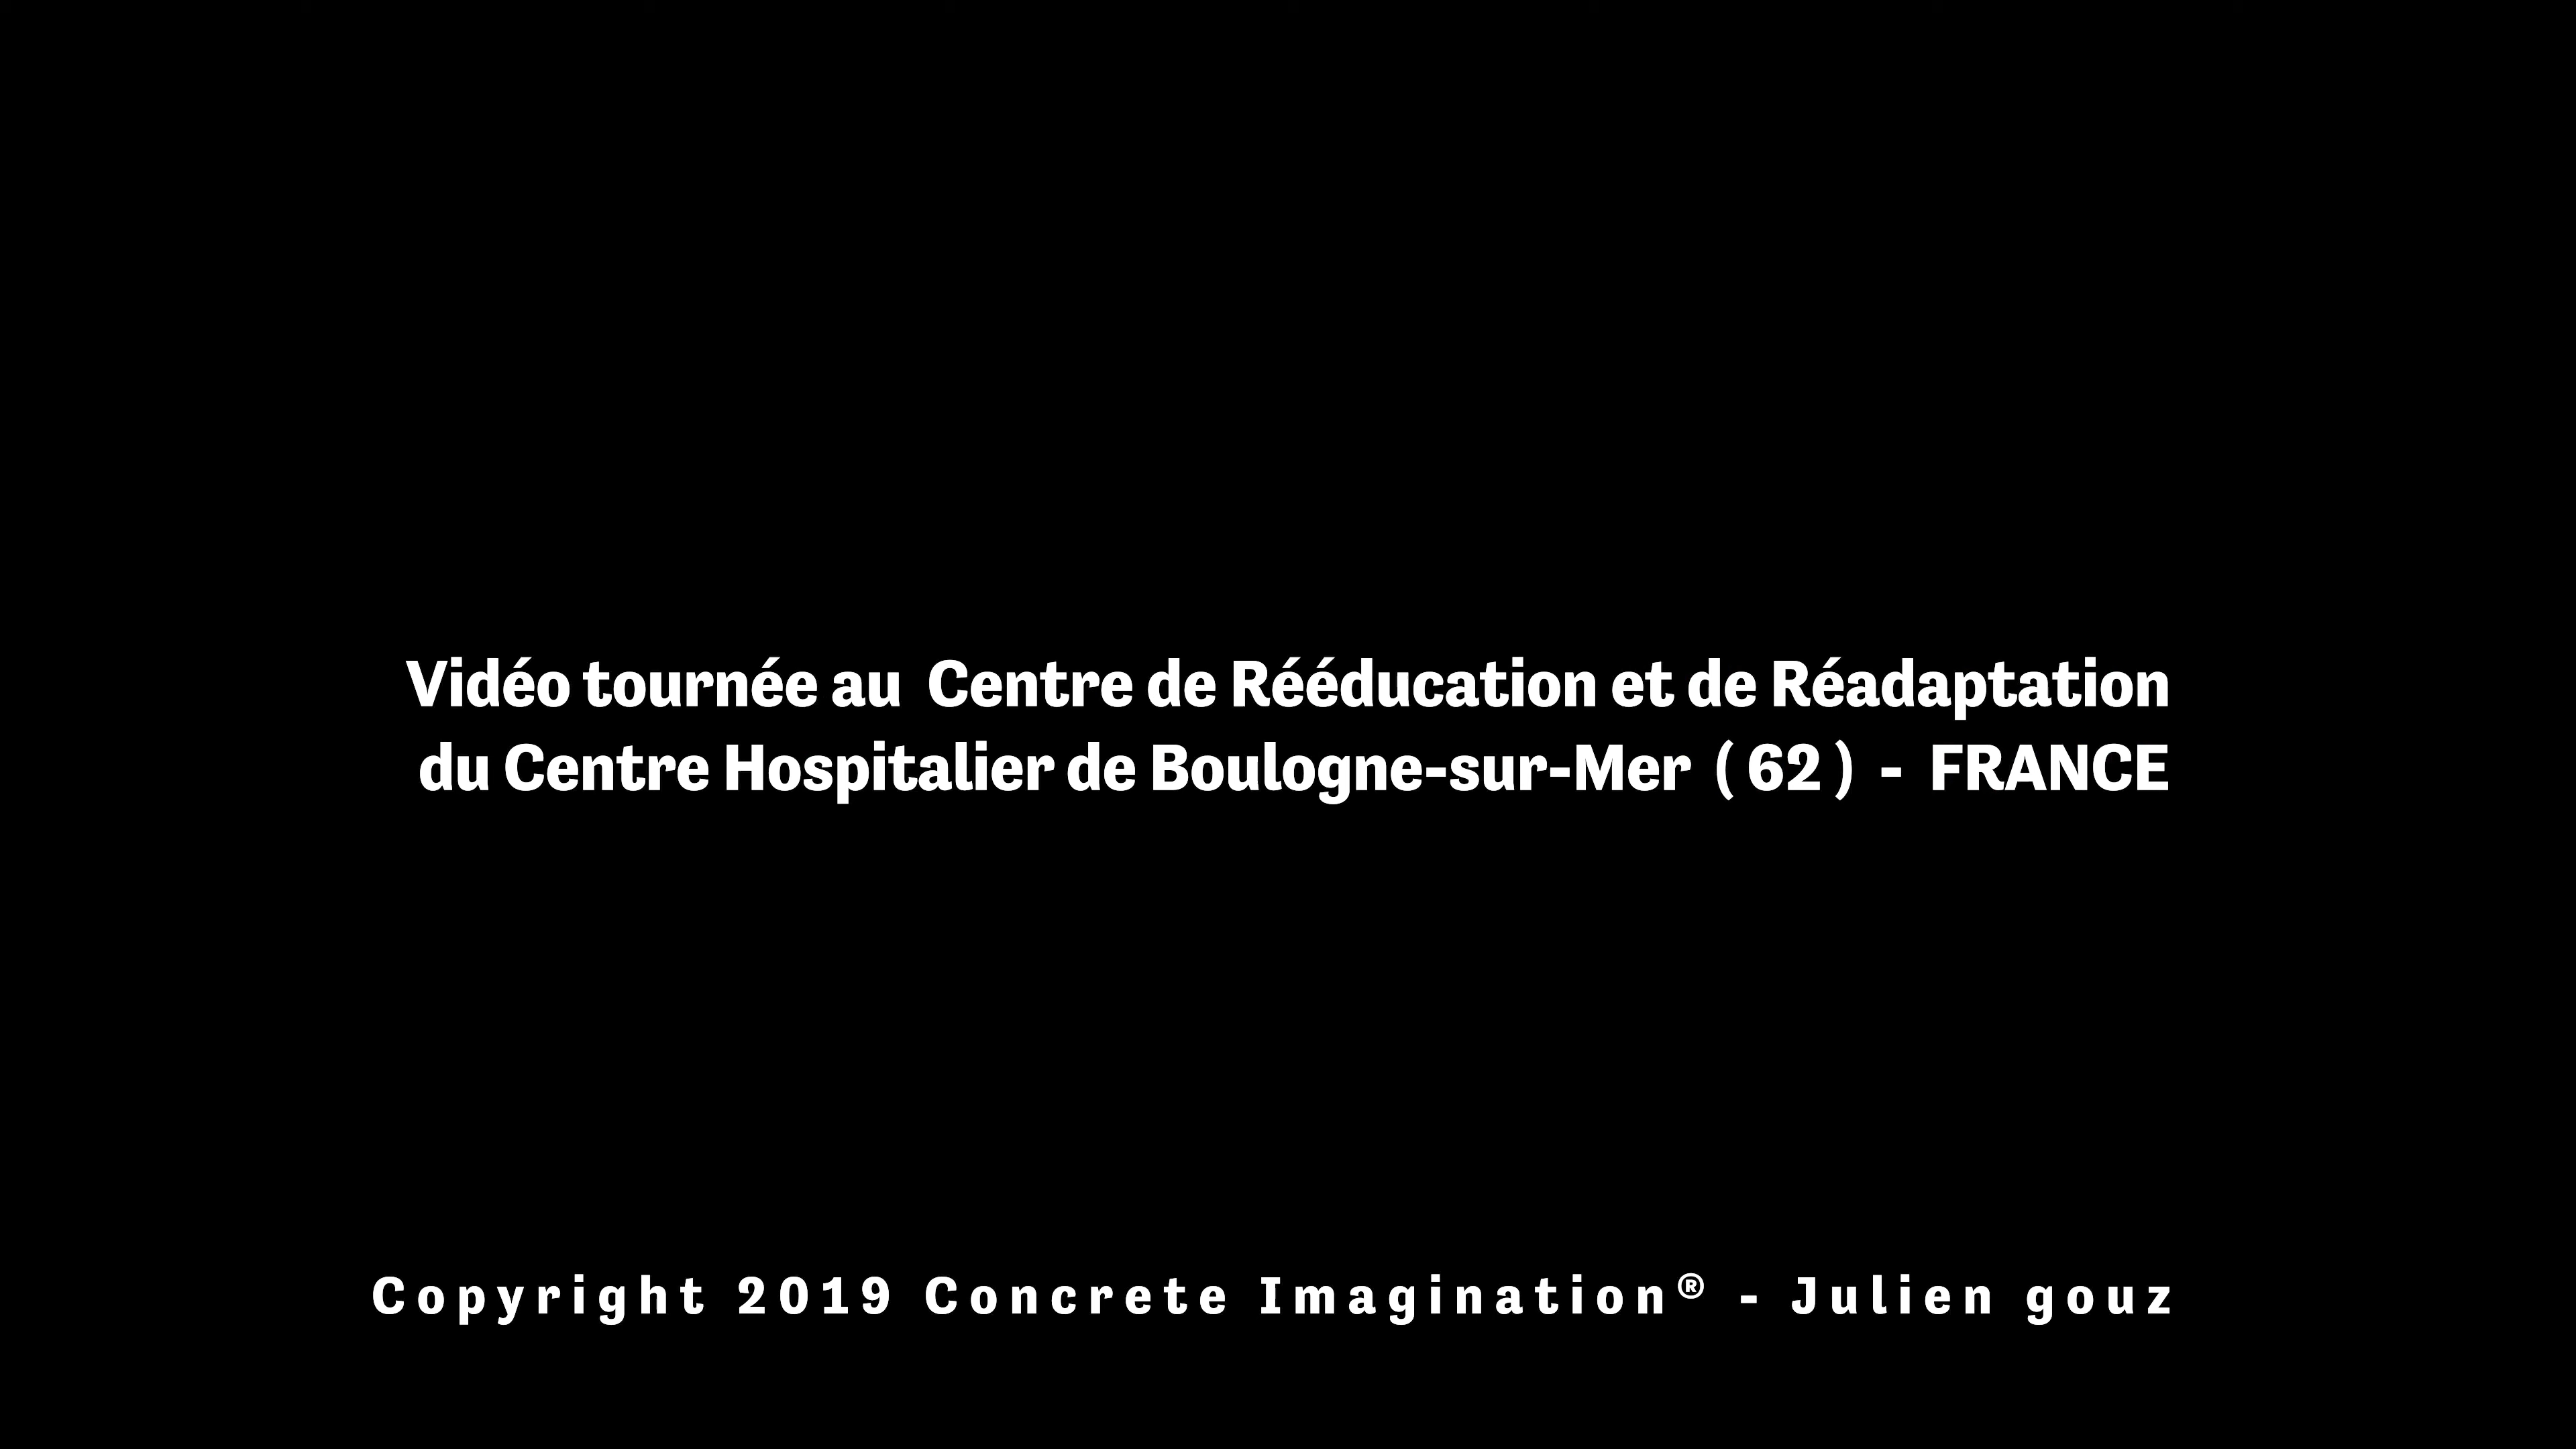 Vidéo tournée au  Centre de Rééducation et de Réadaptation
du Centre Hospitalier de Boulogne-sur-Mer ( 62 ) - FRANCE
Copyright 2019 Concrete Imagination® - Julien gouz